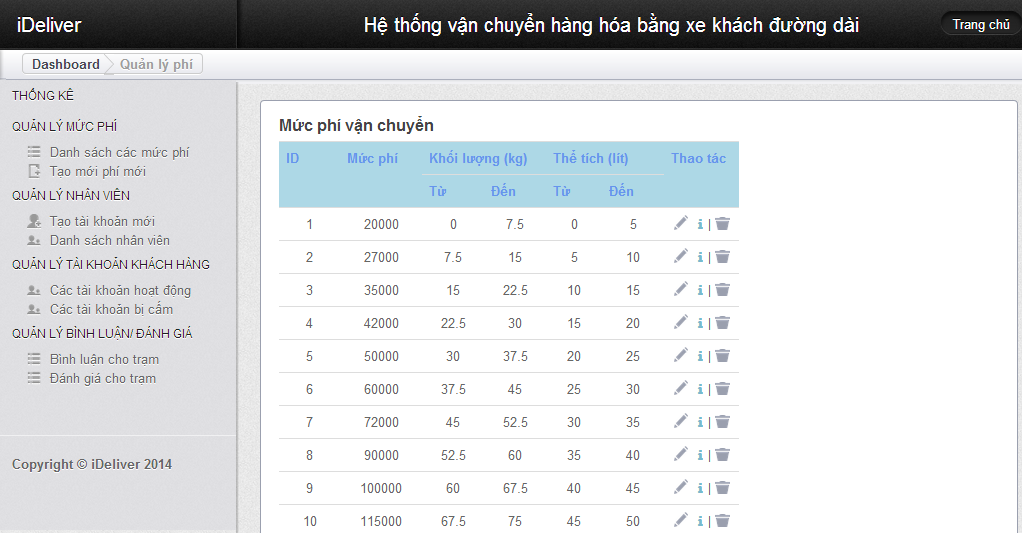 iDeliver
Hệ thống vận chuyển hàng hóa bằng xe khách đường dài
Trang chủ
Dashboard Quản lý phí
THỐNG KÊ
QUẢN LÝ MỨC PHÍ
Danh sách các mức phí
Tạo mới phí mới
QUẢN LÝ NHÂN VIÊN
Tạo tài khoản mới
Danh sách nhân viên
QUẢN LÝ TÀI KHOẢN KHÁCH HÀNG
Các tài khoản hoạt động
Các tài khoản bị cấm
QUẢN LÝ BÌNH LUẬN/ ĐÁNH GIÁ
Bình luận cho trạm
Đánh giá cho trạm
Copyright © iDeliver 2014
Mức phí vận chuyển
ID Mức phí Khối lượng (kg) Thể tích (lít) Thao tác
Từ Đến Từ Đến
1 20000 0 7.5 0 5 i |
2 27000 7.5 15 5 10 i |
3 35000 15 22.5 10 15 i |
4 42000 22.5 30 15 20 i |
5 50000 30 37.5 20 25 i |
6 60000 37.5 45 25 30 i |
7 72000 45 52.5 30 35 i |
8 90000 52.5 60 35 40 i |
9 100000 60 67.5 40 45 i |
10 115000 67.5 75 45 50 i |